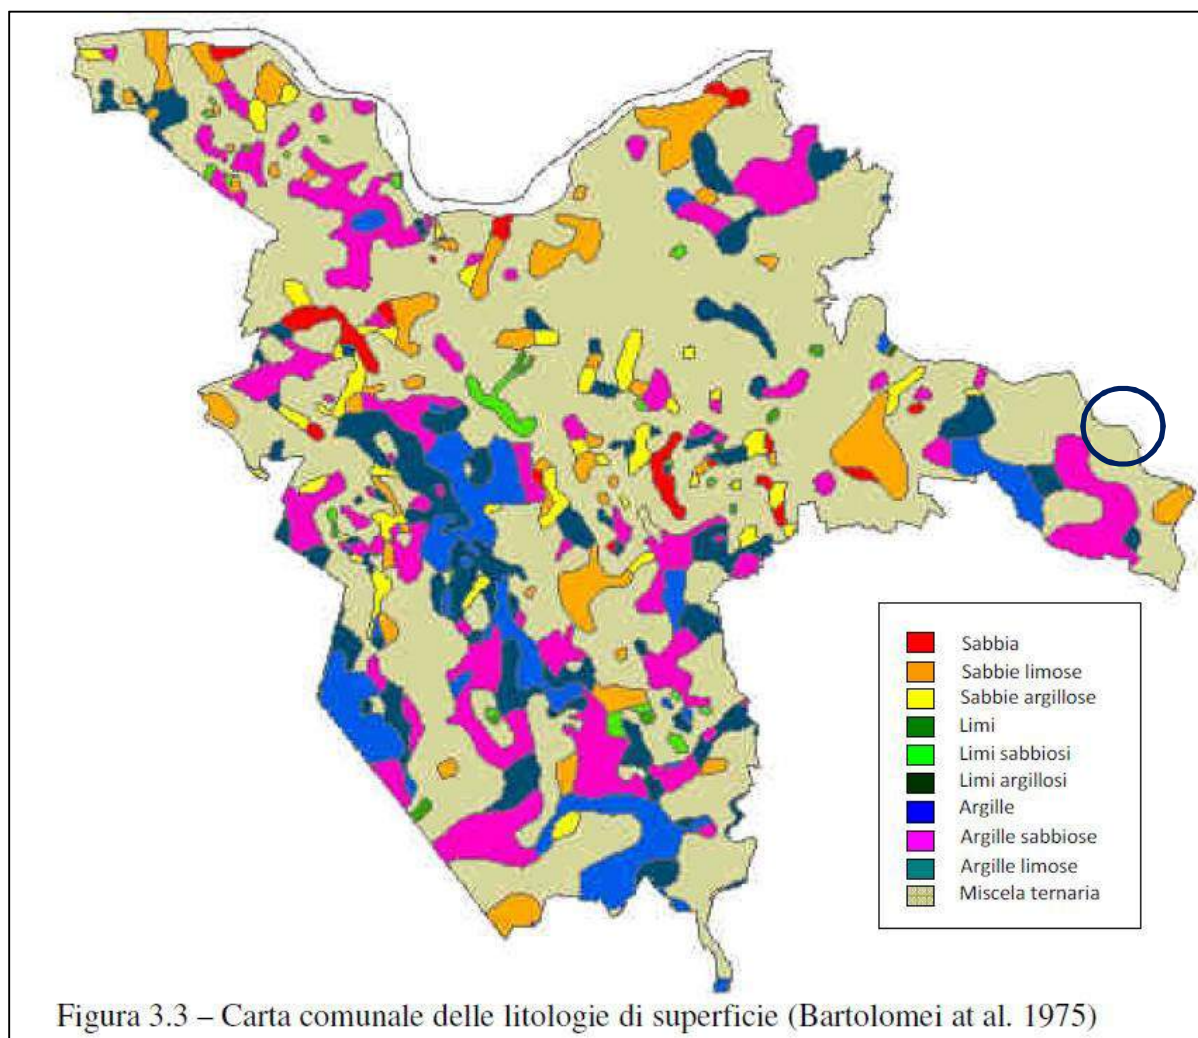 Sabbia
Sabbie limose
Sabbie argillose
Limi
Limi sabbiosi
Limi argillosi
Argille
Argille sabbiose
Argille limose
Miscela ternaria
Figura 3.3 – Carta comunale delle litologie di superficie (Bartolomei at al. 1975)